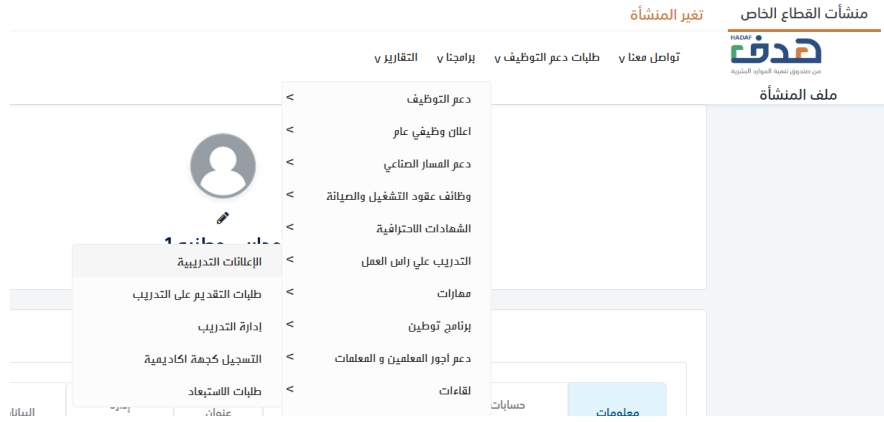 منشأت القطاع الخاص
تغير المنشأة
HADAF
هدف
من صندوق تنمية الموارد البشرية
تواصل معنا
طلبات دعم التوظيف
برامجنا
التقارير
ملف المنشأة
دعم التوظيف
اعلان وظيفي عام
دعم المسار الصناعي
وظائف عقود التشغيل والصيانة
الشهادات الاحترافية
التدريب علي راس العمل
مهارات
برنامج توطين
دعم أجور المعلمين و المعلمات
لقاءات
الإعلانات التدريبية
طلبات التقديم على التدريب
إدارة التدريب
التسجيل كجهة اكاديمية
طلبات الاستبعاد
معلومات
حسابات
عنوان